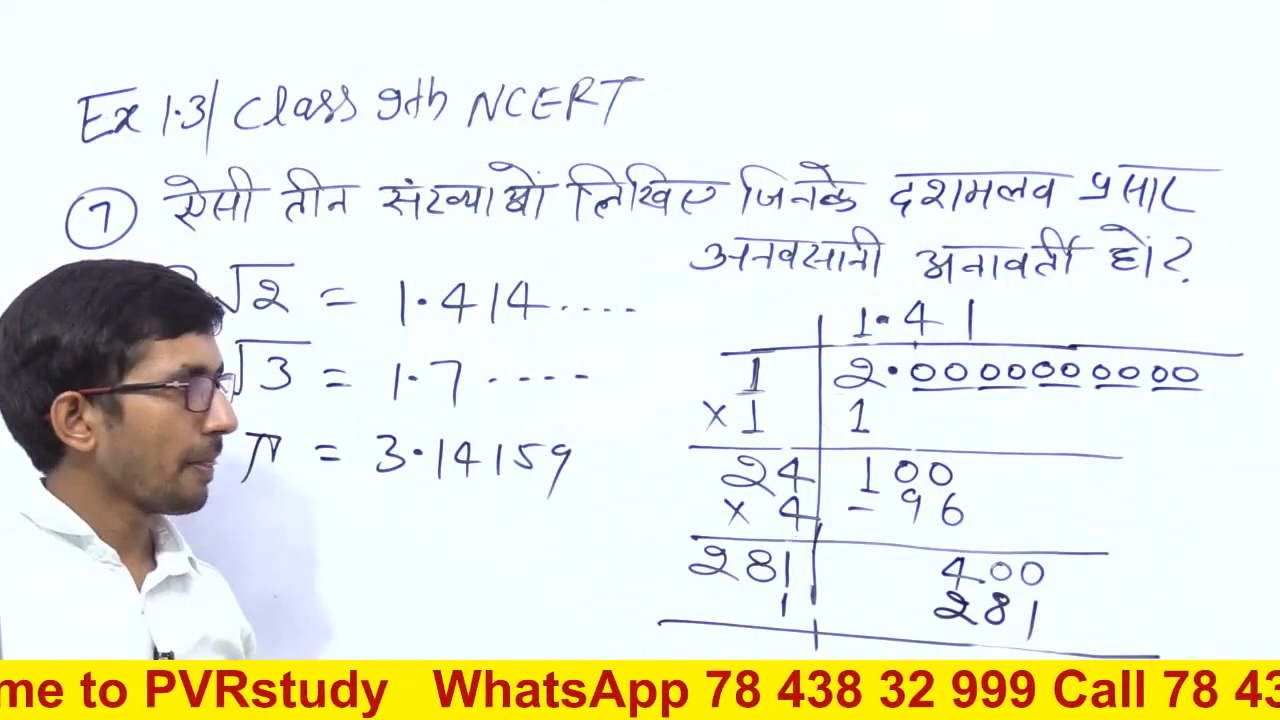 Ex 1.3/ Class 9th NCERT
7 ऐसी तीन संख्याओं लिखिए जिनके दशमलव प्रसार
अनवसानी अनावर्ती हों?
√2 = 1.414....
√3 = 1.7....
π = 3.14159
1.41
1 2.0000000000
×1 1
24 100
× 4 - 96
281 400
1 281
me to PVRstudy WhatsApp 78 438 32 999 Call 78 43